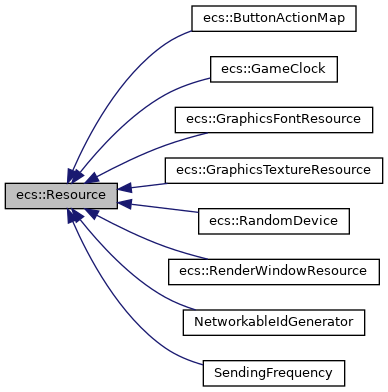 ecs::ButtonActionMap
ecs::GameClock
ecs::GraphicsFontResource
ecs::GraphicsTextureResource
ecs::Resource
ecs::RandomDevice
ecs::RenderWindowResource
NetworkableIdGenerator
SendingFrequency